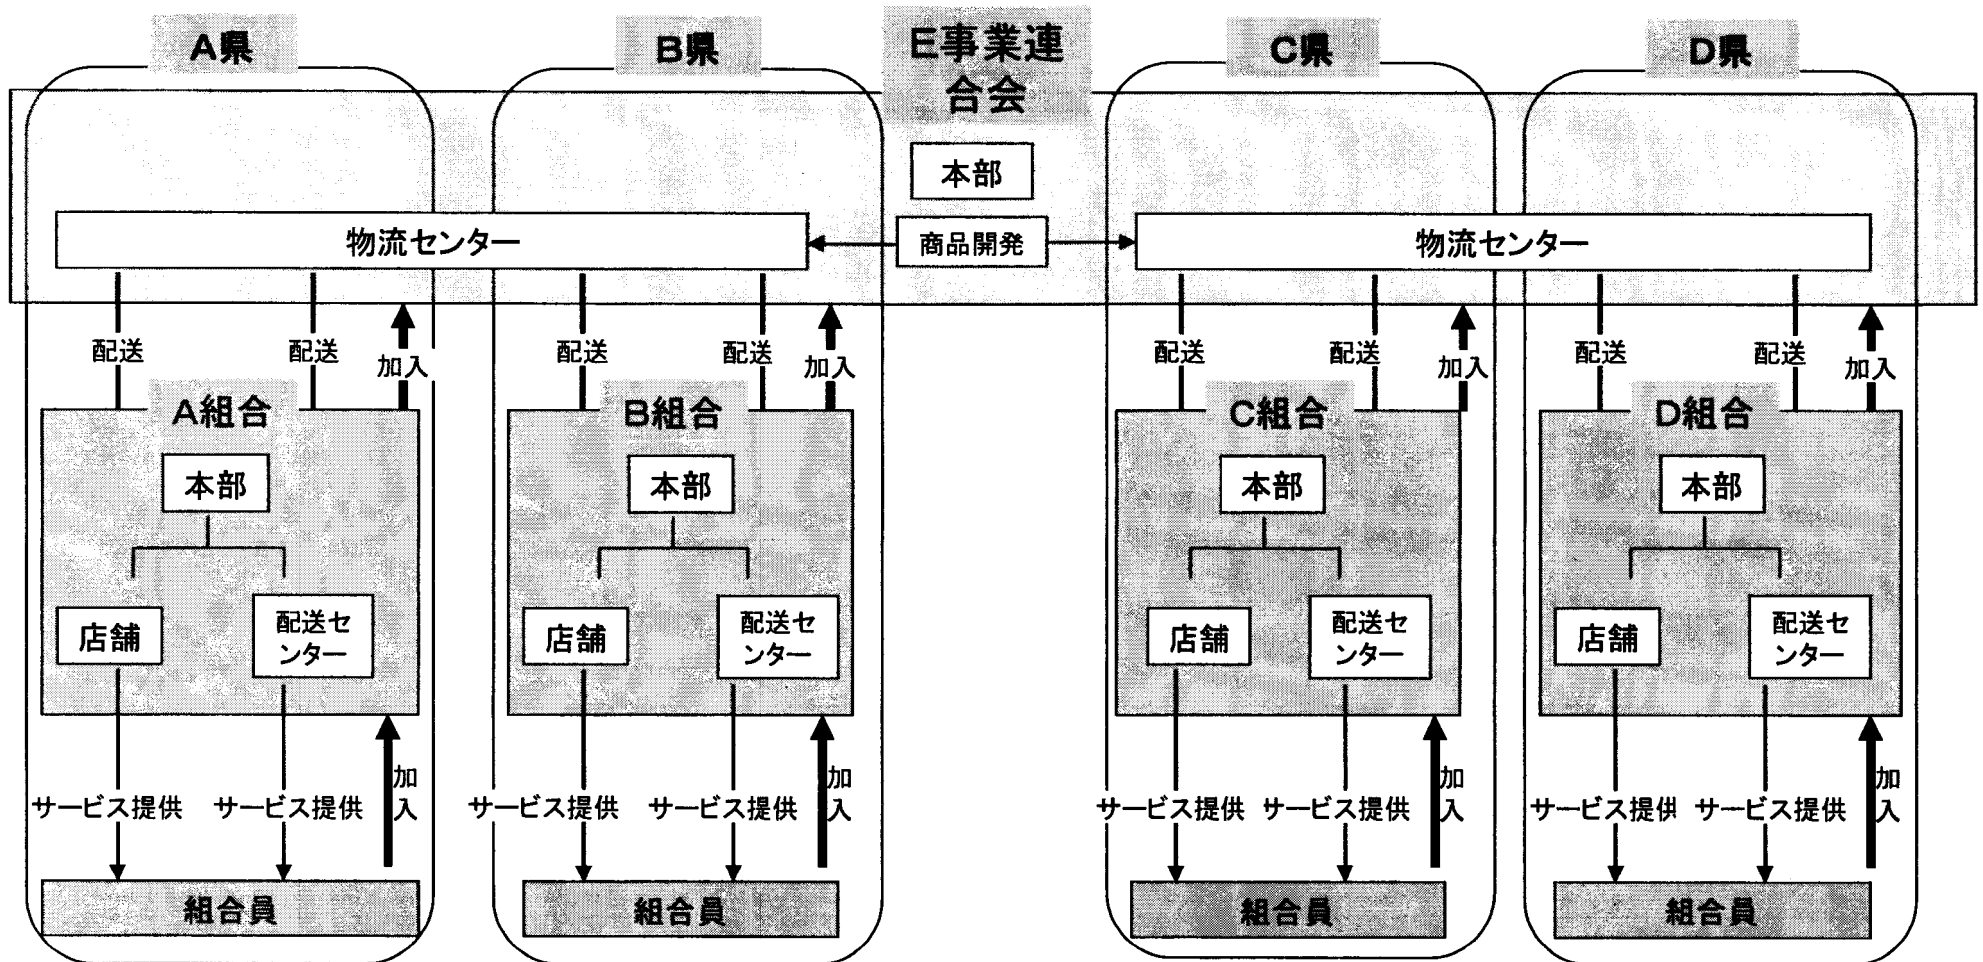 A県
B県
E事業連
合会
C県
D県
本部
物流センター
商品開発
物流センター
配送
配送
加入
配送
配送
加入
配送
配送
加入
配送
配送
加入
A組合
B組合
C組合
D組合
本部
本部
本部
本部
店舗
配送セ
ンター
店舗
配送セ
ンター
店舗
配送セ
ンター
店舗
配送セ
ンター
サービス提供
サービス提供
加
入
サービス提供
サービス提供
加
入
サービス提供
サービス提供
加
入
サービス提供
サービス提供
加
入
組合員
組合員
組合員
組合員